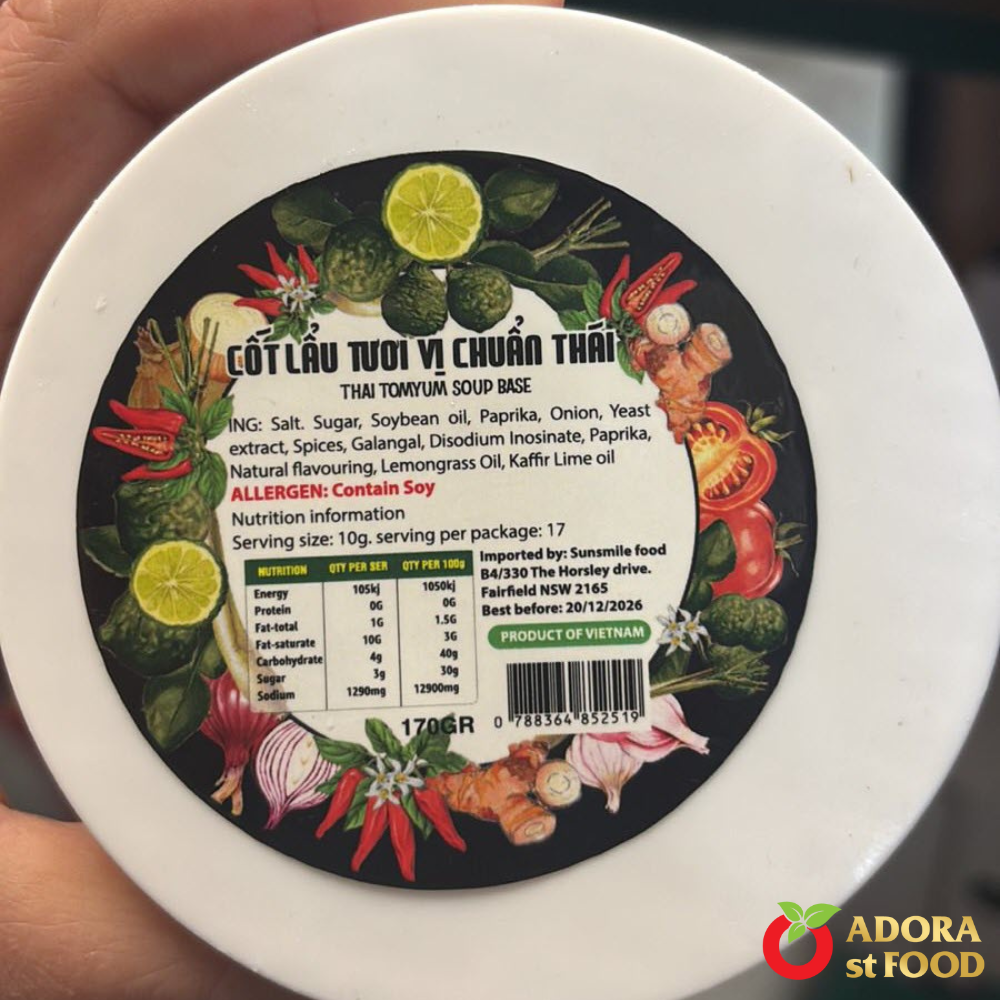 CỐT LẨU TƯƠI VỊ CHUẨN THÁI
THAI TOMYUM SOUP BASE
ING: Salt. Sugar, Soybean oil, Paprika, Onion, Yeast
extract, Spices, Galangal, Disodium Inosinate, Paprika,
Natural flavouring, Lemongrass Oil, Kaffir Lime oil
ALLERGEN: Contain Soy
Nutrition information
Serving size: 10g. serving per package: 17
NUTRITION QTY PER SER QTY PER 100g
Energy 105kj 1050kj
Protein 0G 0G
Fat-total 1G 1.5G
Fat-saturate 10G 3G
Carbohydrate 4g 40g
Sugar 3g 30g
Sodium 1290mg 12900mg
Imported by: Sunsmile food
B4/330 The Horsley drive.
Fairfield NSW 2165
Best before: 20/12/2026
PRODUCT OF VIETNAM
0 788364 852519
170GR
ADORA
st FOOD